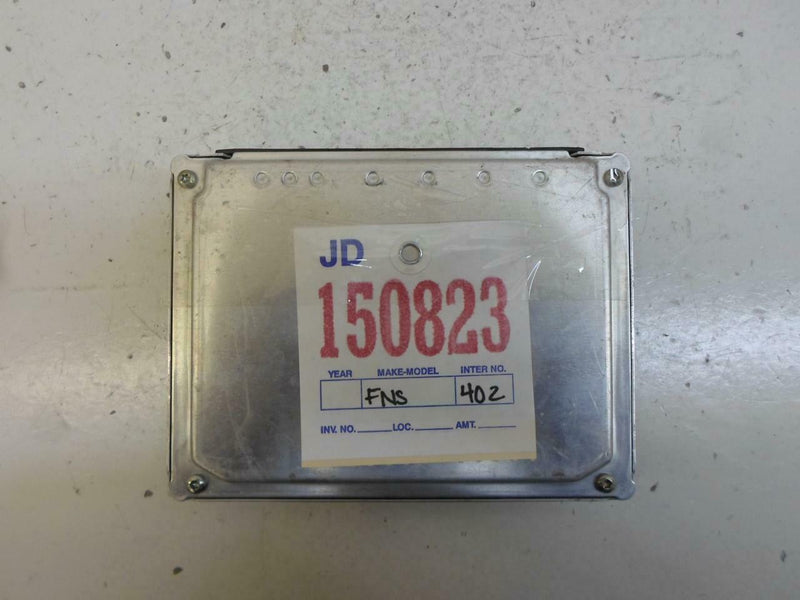 JD
150823
YEAR MAKE-MODEL INTER NO.
FNS 402
INV. NO. LOC. AMT.